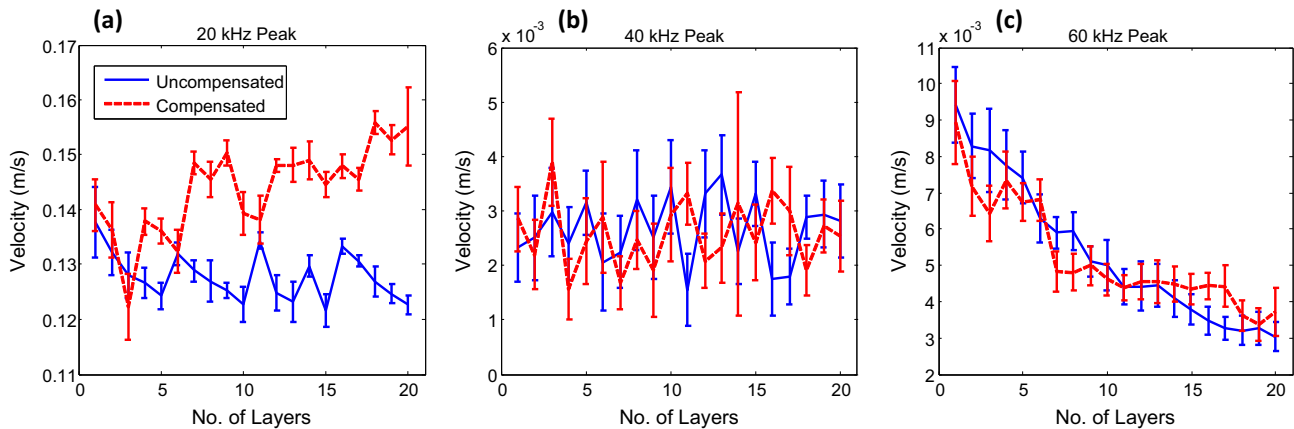 (a)
20 kHz Peak
0.17
0.16
0.15
0.14
0.13
0.12
0.11
Velocity (m/s)
Uncompensated
Compensated
0 5 10 15 20
No. of Layers
(b)
x 10⁻³
40 kHz Peak
6
5
4
3
2
1
0
Velocity (m/s)
0 5 10 15 20
No. of Layers
(c)
x 10⁻³
60 kHz Peak
11
10
9
8
7
6
5
4
3
2
Velocity (m/s)
0 5 10 15 20
No. of Layers